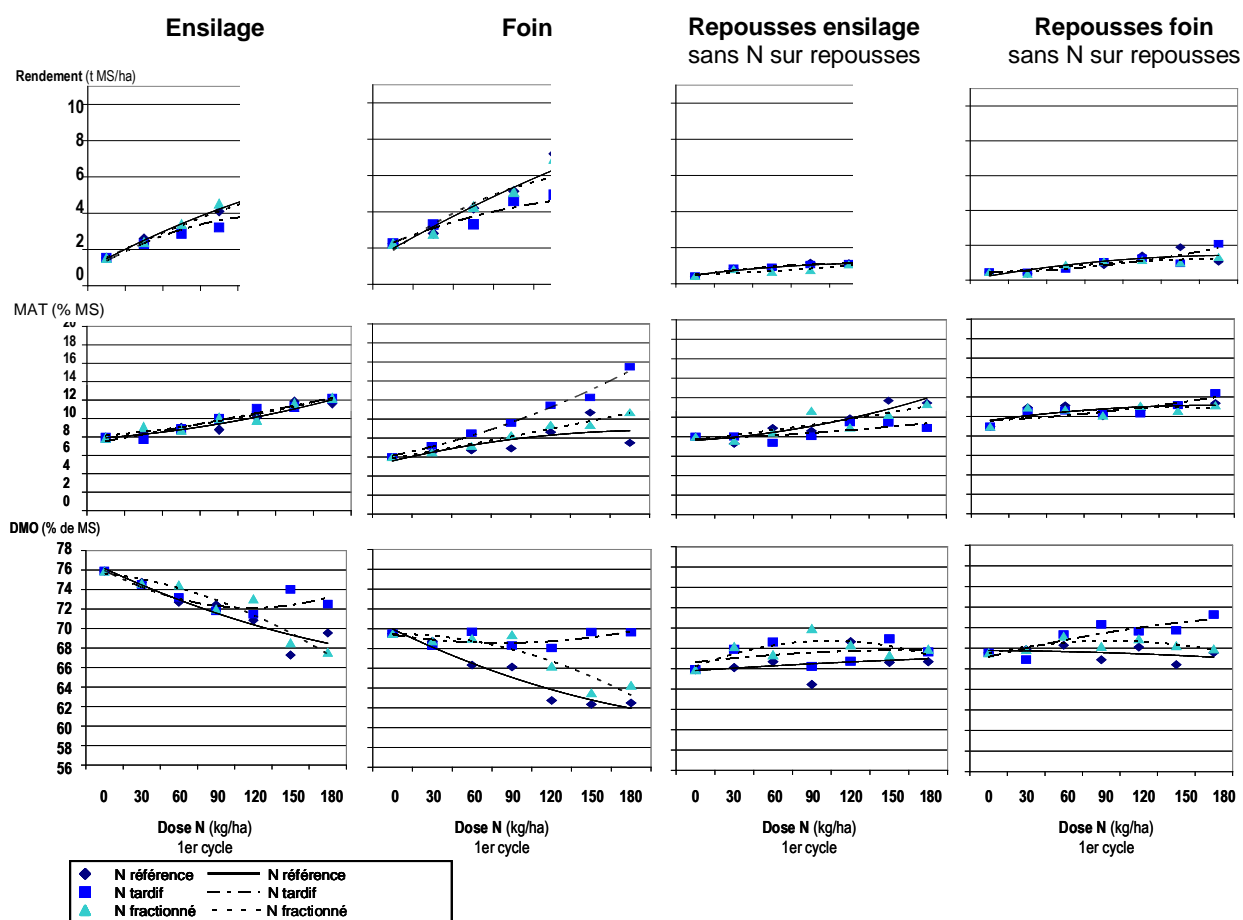 Ensilage
Foin
Repousses ensilage
sans N sur repousses
Repousses foin
sans N sur repousses
Rendement (t MS/ha)
10
8
6
4
2
0
MAT (% MS)
20
18
16
14
12
10
8
6
4
2
0
DMO (% de MS)
78
76
74
72
70
68
66
64
62
60
58
56
0 30 60 90 120 150 180
0 30 60 90 120 150 180
0 30 60 90 120 150 180
0 30 60 90 120 150 180
Dose N (kg/ha)
1er cycle
Dose N (kg/ha)
1er cycle
Dose N (kg/ha)
1er cycle
Dose N (kg/ha)
1er cycle
N référence N référence
N tardif N tardif
N fractionné N fractionné